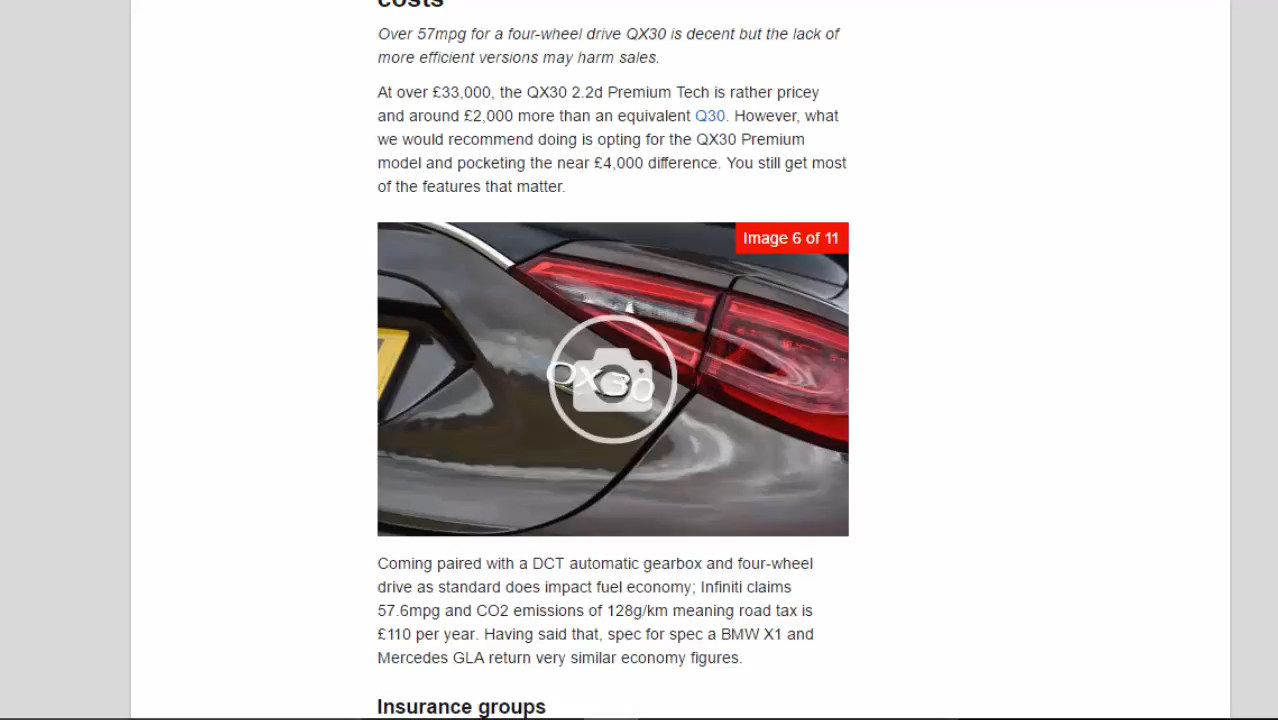 costs
Over 57mpg for a four-wheel drive QX30 is decent but the lack of
more efficient versions may harm sales.
At over £33,000, the QX30 2.2d Premium Tech is rather pricey
and around £2,000 more than an equivalent Q30. However, what
we would recommend doing is opting for the QX30 Premium
model and pocketing the near £4,000 difference. You still get most
of the features that matter.
Image 6 of 11
QX30
Coming paired with a DCT automatic gearbox and four-wheel
drive as standard does impact fuel economy; Infiniti claims
57.6mpg and CO2 emissions of 128g/km meaning road tax is
£110 per year. Having said that, spec for spec a BMW X1 and
Mercedes GLA return very similar economy figures.
Insurance groups